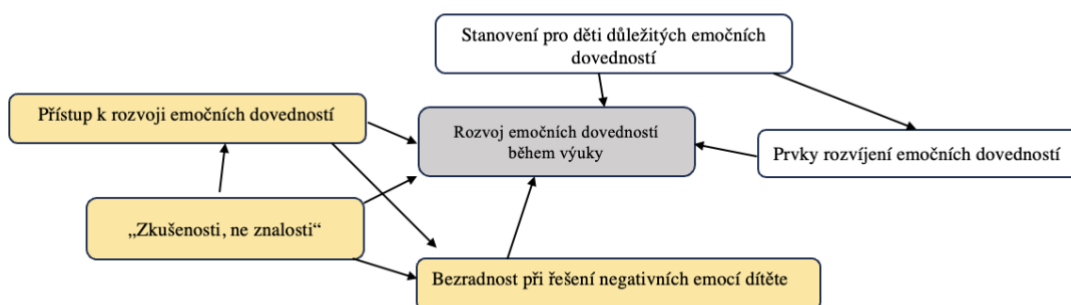 Stanovení pro děti důležitých emočních
dovedností
Přístup k rozvoji emočních dovedností
Rozvoj emočních dovedností
během výuky
Prvky rozvíjení emočních dovedností
„Zkušenosti, ne znalosti“
Bezradnost při řešení negativních emocí dítěte